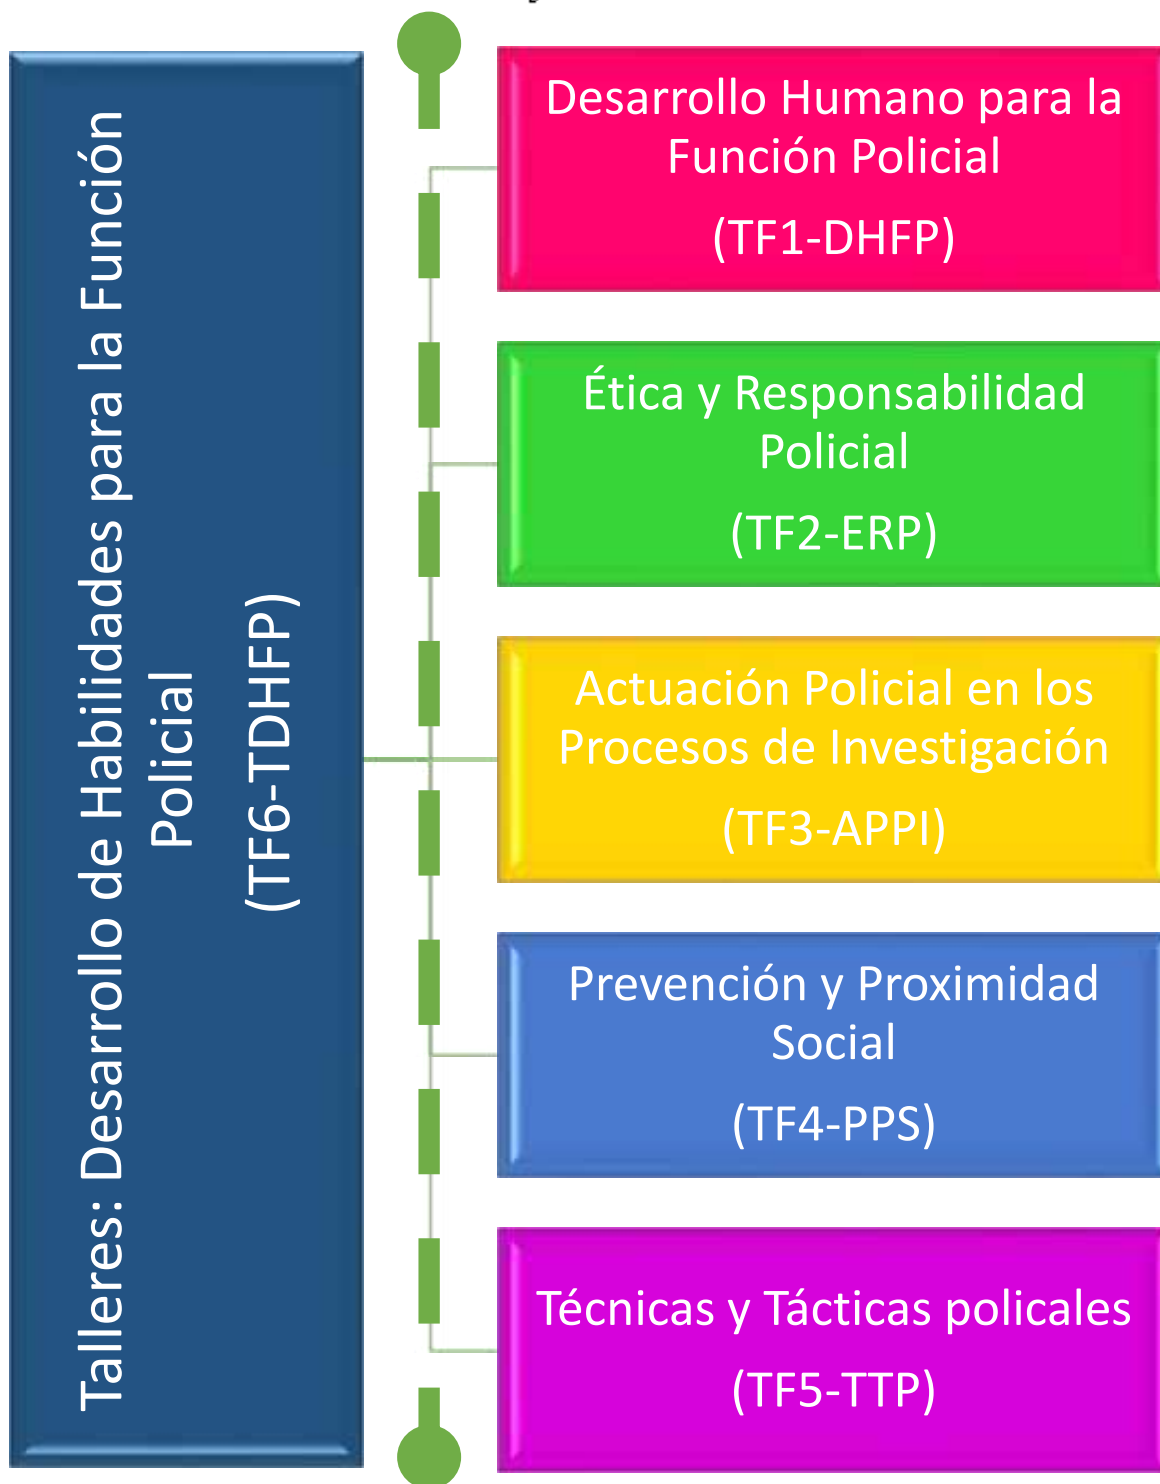 Talleres: Desarrollo de Habilidades para la Función
Policial
(TF6-TDHFP)
Desarrollo Humano para la
Función Policial
(TF1-DHFP)
Ética y Responsabilidad
Policial
(TF2-ERP)
Actuación Policial en los
Procesos de Investigación
(TF3-APPI)
Prevención y Proximidad
Social
(TF4-PPS)
Técnicas y Tácticas policales
(TF5-TTP)